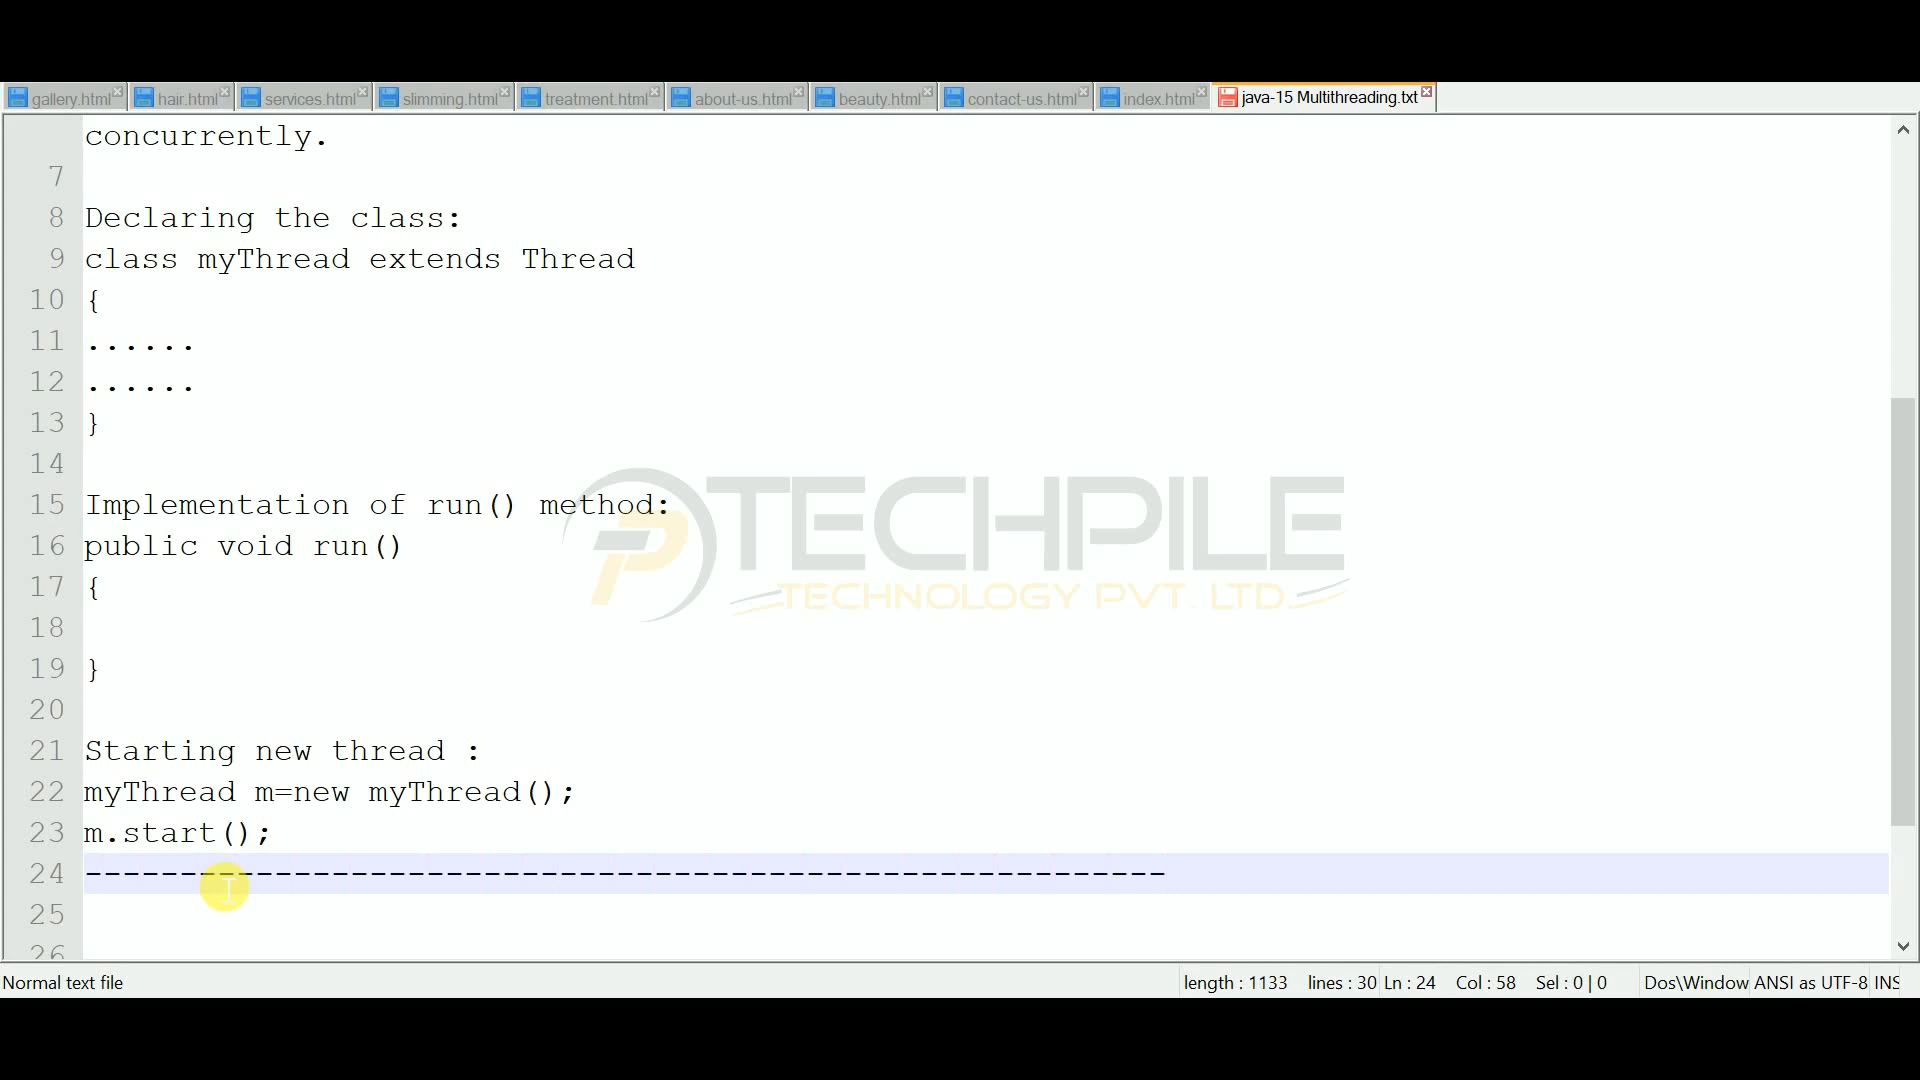 gallery.html hair.html services.html slimming.html treatment.html about-us.html beauty.html contact-us.html index.html java-15 Multithreading.txt
concurrently.
7
8 Declaring the class:
9 class myThread extends Thread
10 {
11 ......
12 ......
13 }
14
15 Implementation of run() method:
16 public void run()
17 {
18
19 }
20
21 Starting new thread :
22 myThread m=new myThread();
23 m.start();
24 ---------------------------------------------------------
25
26
TECHPILE
TECHNOLOGY PVT. LTD.
Normal text file length : 1133 lines : 30 Ln : 24 Col : 58 Sel : 0 | 0 Dos\Window ANSI as UTF-8 INS